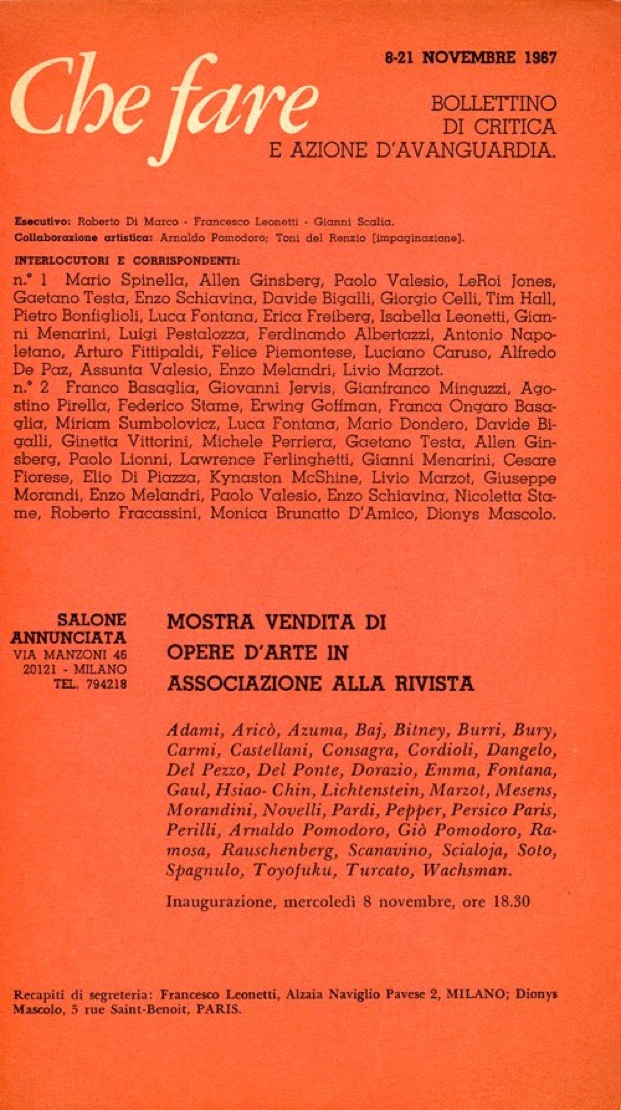 8-21 NOVEMBRE 1967
Che fare
BOLLETTINO
DI CRITICA
E AZIONE D'AVANGUARDIA.
Esecutivo: Roberto Di Marco - Francesco Leonetti - Gianni Scalia.
Collaborazione artistica: Arnaldo Pomodoro; Toni del Renzio [impaginazione].
INTERLOCUTORI E CORRISPONDENTI:
n.° 1 Mario Spinella, Allen Ginsberg, Paolo Valesio, LeRoi Jones,
Gaetano Testa, Enzo Schiavina, Davide Bigalli, Giorgio Celli, Tim Hall,
Pietro Bonfiglioli, Luca Fontana, Erica Freiberg, Isabella Leonetti, Gian-
ni Menarini, Luigi Pestalozza, Ferdinando Albertazzi, Antonio Napo-
letano, Arturo Fittipaldi, Felice Piemontese, Luciano Caruso, Alfredo
De Paz, Assunta Valesio, Enzo Melandri, Livio Marzot.
n.° 2 Franco Basaglia, Giovanni Jervis, Gianfranco Minguzzi, Ago-
stino Pirella, Federico Stame, Erwing Goffman, Franca Ongaro Basa-
glia, Miriam Sumbolovicz, Luca Fontana, Mario Dondero, Davide Bi-
galli, Ginetta Vittorini, Michele Perriera, Gaetano Testa, Allen Gin-
sberg, Paolo Lionni, Lawrence Ferlinghetti, Gianni Menarini, Cesare
Fiorese, Elio Di Piazza, Kynaston McShine, Livio Marzot, Giuseppe
Morandi, Enzo Melandri, Paolo Valesio, Enzo Schiavina, Nicoletta Sta-
me, Roberto Fracassini, Monica Brunatto D'Amico, Dionys Mascolo.
SALONE
ANNUNCIATA
VIA MANZONI 46
20121 - MILANO
TEL. 794218
MOSTRA VENDITA DI
OPERE D'ARTE IN
ASSOCIAZIONE ALLA RIVISTA
Adami, Aricò, Azuma, Baj, Bitney, Burri, Bury,
Carmi, Castellani, Consagra, Cordioli, Dangelo,
Del Pezzo, Del Ponte, Dorazio, Emma, Fontana,
Gaul, Hsiao- Chin, Lichtenstein, Marzot, Mesens,
Morandini, Novelli, Pardi, Pepper, Persico Paris,
Perilli, Arnaldo Pomodoro, Giò Pomodoro, Ra-
mosa, Rauschenberg, Scanavino, Scialoja, Soto,
Spagnulo, Toyofuku, Turcato, Wachsman.
Inaugurazione, mercoledì 8 novembre, ore 18.30
Recapiti di segreteria: Francesco Leonetti, Alzaia Naviglio Pavese 2, MILANO; Dionys
Mascolo, 5 rue Saint-Benoit, PARIS.